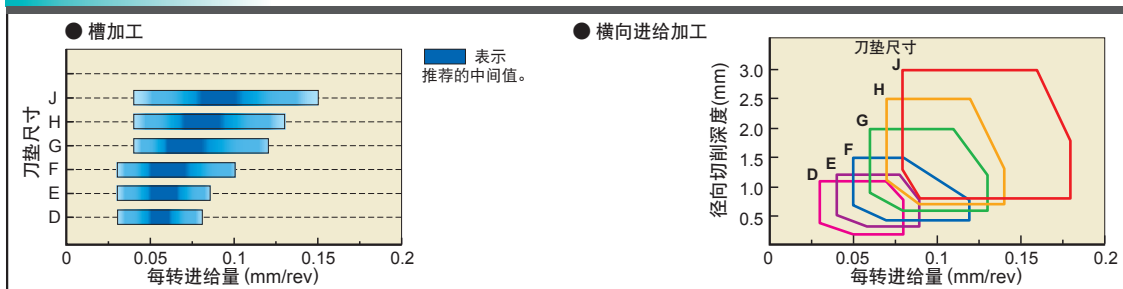 ● 槽加工
刀垫尺寸
J
H
G
F
E
D
0
0.05
0.1
0.15
0.2
每转进给量 (mm/rev)
表示
推荐的中间值。
● 横向进给加工
刀垫尺寸
J
H
G
F
E
D
径向切削深度(mm)
3.0
2.5
2.0
1.5
1.0
0.5
0
0.05
0.1
0.15
0.2
每转进给量 (mm/rev)